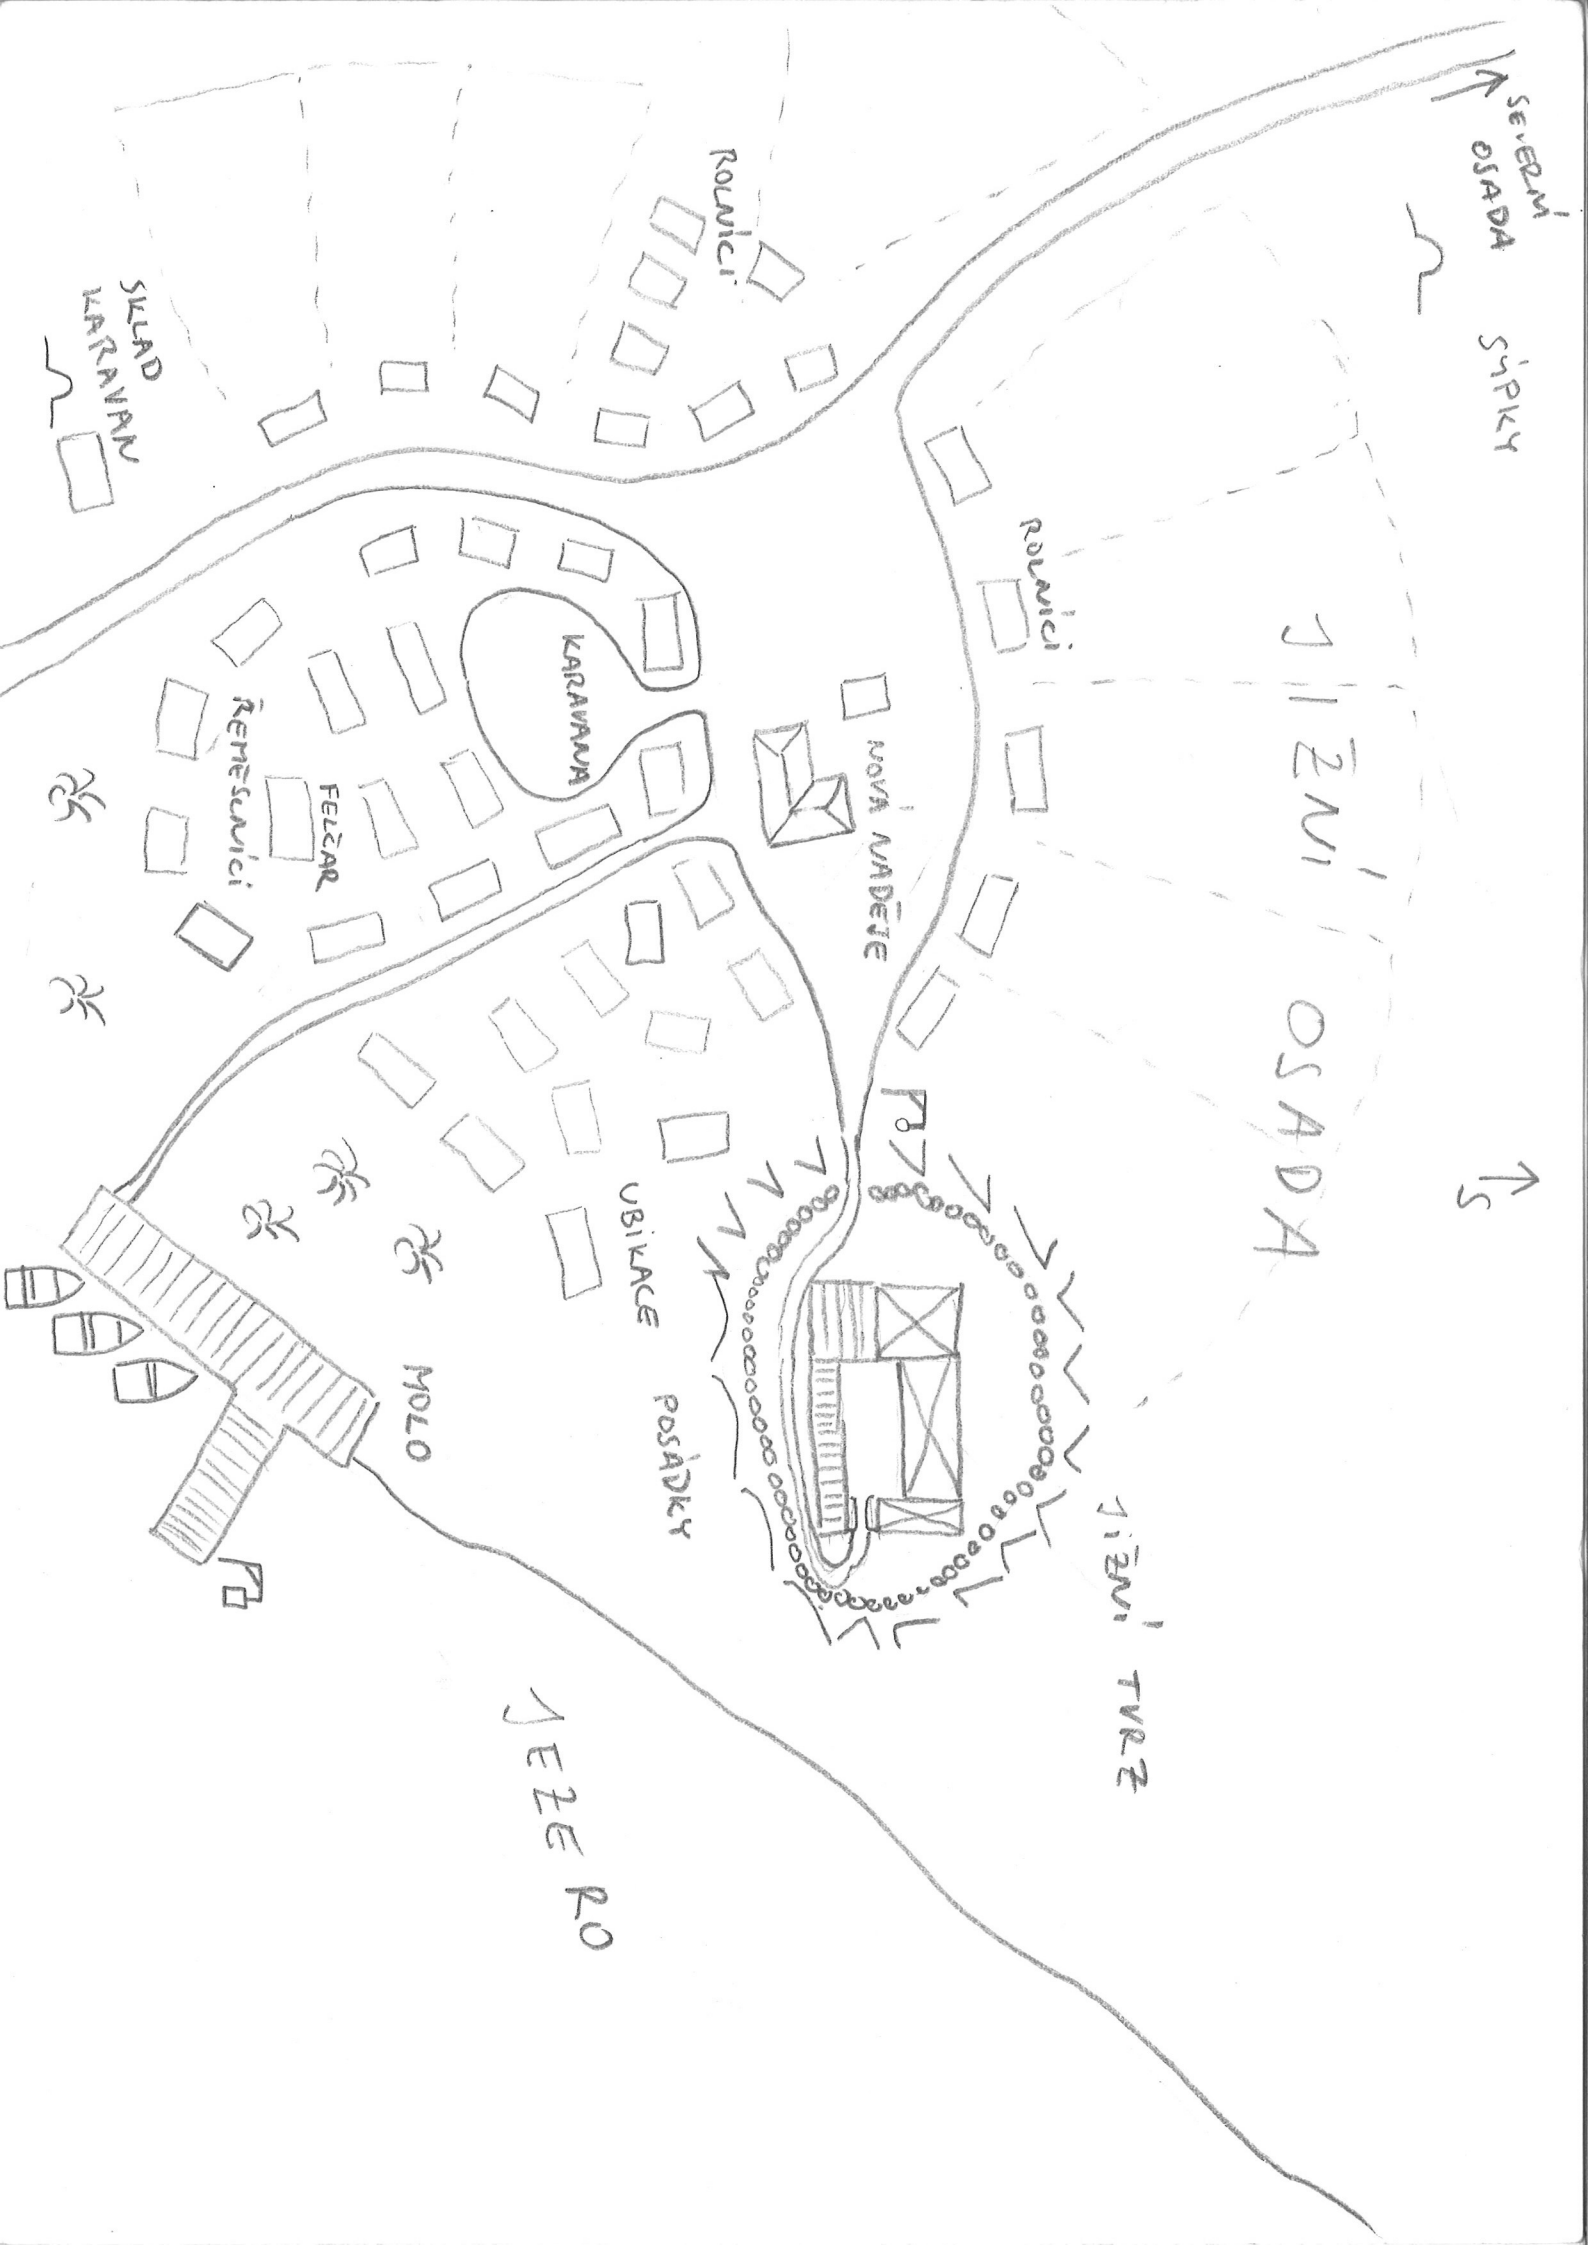 SEVERNÍ
OSADA
SÝPKY
S
JIŽNÍ OSADA
ROLNÍCI
ROLNÍCI
JIŽNÍ TVRZ
NOVÁ NADĚJE
KARAVANA
UBIKACE POSÁDKY
FELČAR
ŘEMESLNÍCI
SKLAD
KARAVAN
MOLO
JEZERO